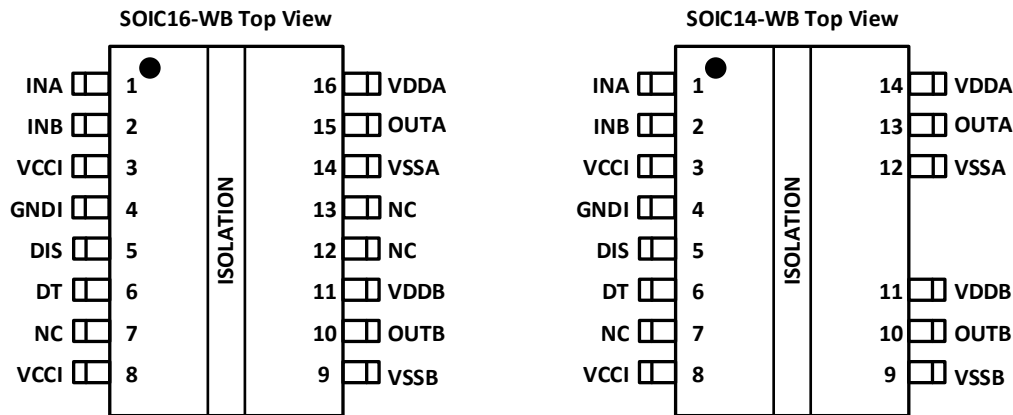 SOIC16-WB Top View
INA 1 16 VDDA
INB 2 15 OUTA
VCCI 3 14 VSSA
GNDI 4 13 NC
DIS 5 12 NC
DT 6 11 VDDB
NC 7 10 OUTB
VCCI 8 9 VSSB
ISOLATION
SOIC14-WB Top View
INA 1 14 VDDA
INB 2 13 OUTA
VCCI 3 12 VSSA
GNDI 4
DIS 5
DT 6 11 VDDB
NC 7 10 OUTB
VCCI 8 9 VSSB
ISOLATION